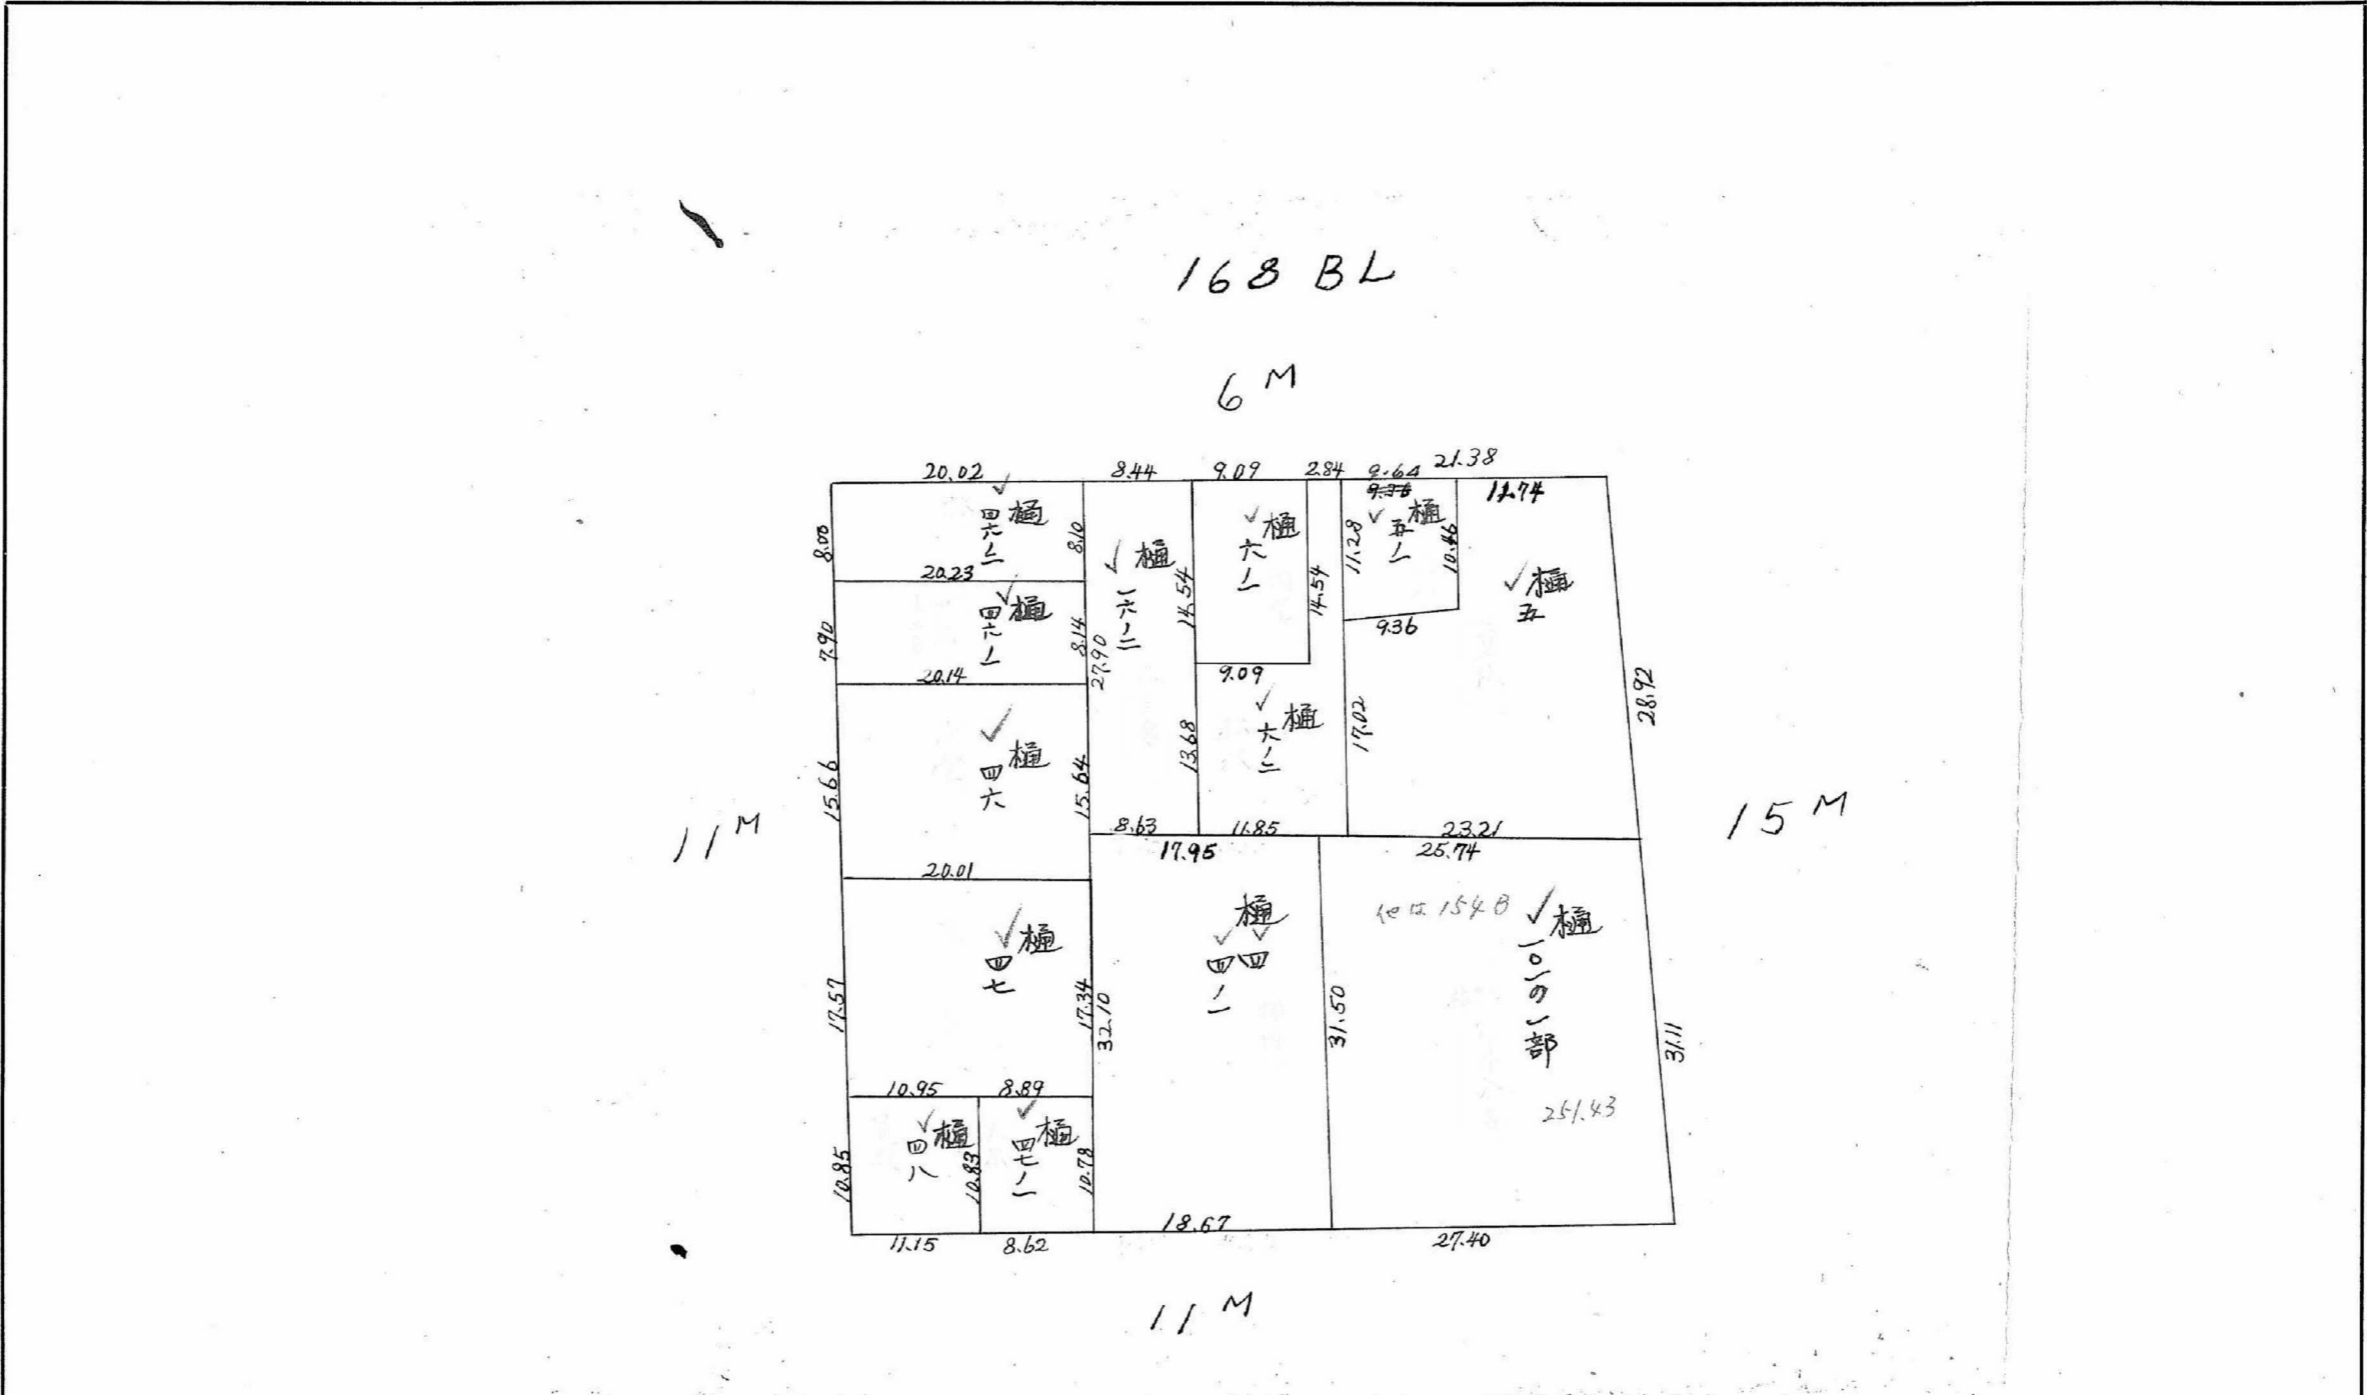 168 BL
6 M
20.02
8.44
9.09
2.84
9.64
21.38
9.36
11.74
8.00
樋
四六ノ二
8.10
20.23
7.90
樋
四六ノ一
8.14
27.90
20.14
15.66
樋
四六
15.64
20.01
樋
一六ノ二
14.54
13.68
8.63
樋
六ノ一
14.54
9.09
樋
六ノ二
11.85
樋
五ノ一
11.28
10.46
9.36
17.02
樋
五
28.92
23.21
11 M
15 M
17.57
樋
四七
17.34
32.10
10.95
8.89
10.85
樋
四八
10.83
樋
四七ノ一
10.78
11.15
8.62
17.95
樋
四
四ノ一
31.50
18.67
25.74
他は154B
樋
一〇一の一部
251.43
31.11
27.40
11 M